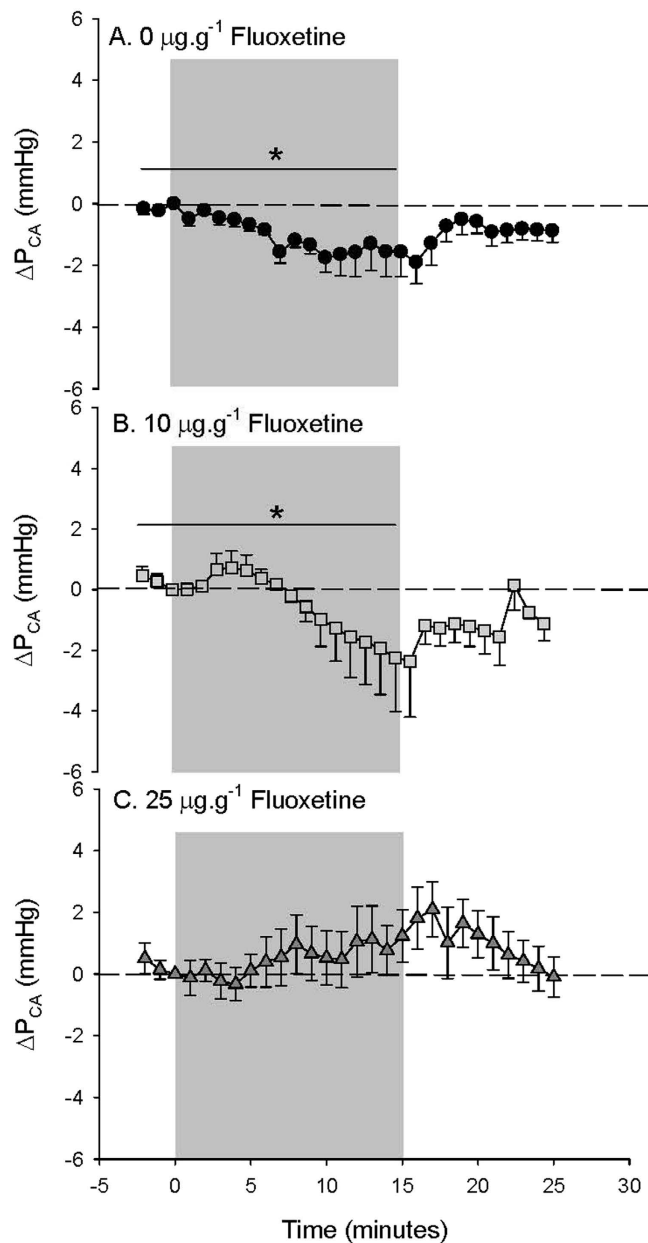 A. 0 μg.g⁻¹ Fluoxetine
6
4
2
0
-2
-4
-6
ΔP_CA (mmHg)
*
B. 10 μg.g⁻¹ Fluoxetine
6
4
2
0
-2
-4
-6
ΔP_CA (mmHg)
*
C. 25 μg.g⁻¹ Fluoxetine
6
4
2
0
-2
-4
-6
ΔP_CA (mmHg)
-5 0 5 10 15 20 25 30
Time (minutes)